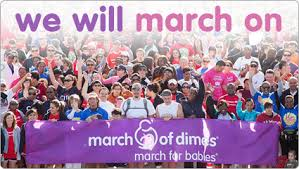 we will march on
march of dimes®
march for babies®